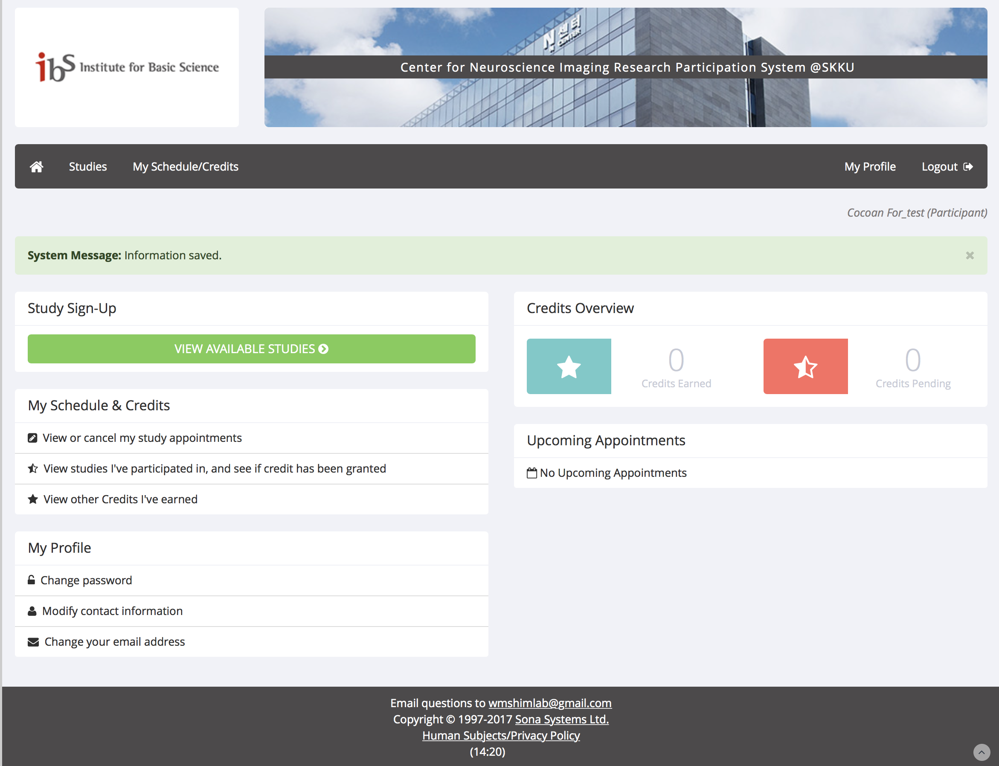 ibs Institute for Basic Science
N 센터
N CENTER
Center for Neuroscience Imaging Research Participation System @SKKU
Studies
My Schedule/Credits
My Profile
Logout
Cocoan For_test (Participant)
System Message: Information saved.
Study Sign-Up
VIEW AVAILABLE STUDIES
My Schedule & Credits
View or cancel my study appointments
View studies I've participated in, and see if credit has been granted
View other Credits I've earned
My Profile
Change password
Modify contact information
Change your email address
Credits Overview
0
Credits Earned
0
Credits Pending
Upcoming Appointments
No Upcoming Appointments
Email questions to wmshimlab@gmail.com
Copyright © 1997-2017 Sona Systems Ltd.
Human Subjects/Privacy Policy
(14:20)